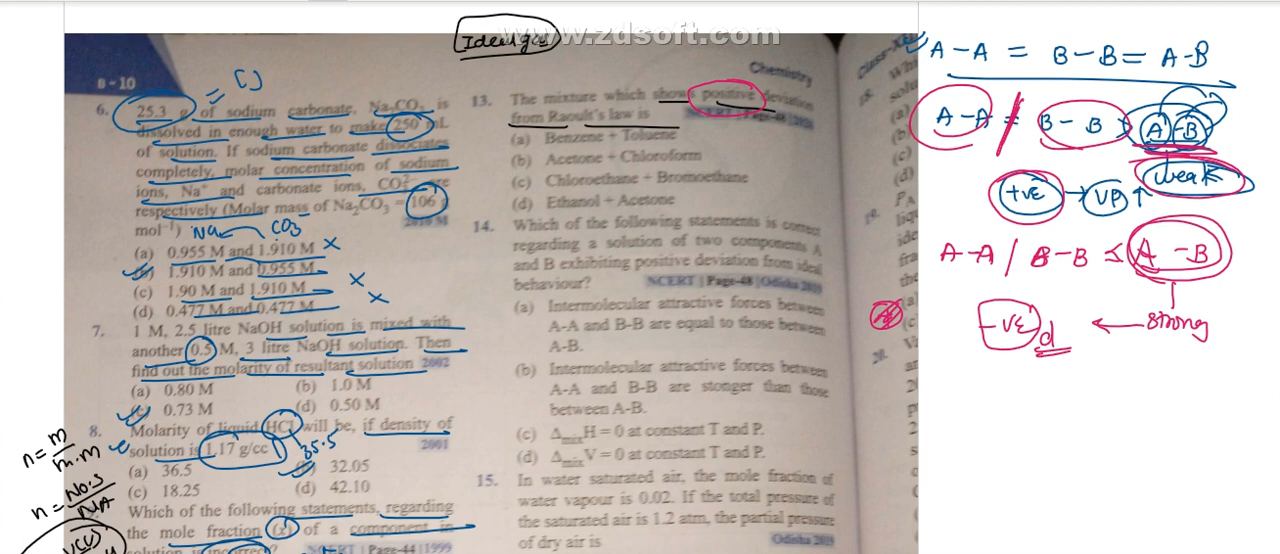 Ideal gas
www.zdsoft.com
B-10
= [ ]
6. 25.3 g of sodium carbonate, Na₂CO₃ is
dissolved in enough water to make 250 mL
of solution. If sodium carbonate dissociates
completely, molar concentration of sodium
ions, Na⁺ and carbonate ions, CO₃²⁻ are
respectively (Molar mass of Na₂CO₃ = 106 g
mol⁻¹) 2010 M
Na CO3
(a) 0.955 M and 1.910 M
(b) 1.910 M and 0.955 M
(c) 1.90 M and 1.910 M
(d) 0.477 M and 0.477 M
7. 1 M, 2.5 litre NaOH solution is mixed with
another 0.5 M, 3 litre NaOH solution. Then
find out the molarity of resultant solution 2002
(a) 0.80 M (b) 1.0 M
(c) 0.73 M (d) 0.50 M
8. Molarity of liquid HCl will be, if density of
solution is 1.17 g/cc 2001
35.5
(a) 36.5 (b) 32.05
(c) 18.25 (d) 42.10
n = m/m.m
n = No.s/NA
Which of the following statements, regarding
the mole fraction (x) of a component in
solution is incorrect? NCERT | Page-44 | 1999
Chemistry
13. The mixture which shows positive deviation
from Raoult's law is
(a) Benzene + Toluene
(b) Acetone + Chloroform
(c) Chloroethane + Bromoethane
(d) Ethanol + Acetone
14. Which of the following statements is correct
regarding a solution of two components A
and B exhibiting positive deviation from ideal
behaviour? NCERT | Page-48 | Odisha 2019
(a) Intermolecular attractive forces between
A-A and B-B are equal to those between
A-B.
(b) Intermolecular attractive forces between
A-A and B-B are stonger than those
between A-B.
(c) ΔmixH = 0 at constant T and P.
(d) ΔmixV = 0 at constant T and P.
15. In water saturated air, the mole fraction of
water vapour is 0.02. If the total pressure of
the saturated air is 1.2 atm, the partial pressure
of dry air is Odisha 2019
A-A = B-B = A-B
A-A / B-B > A-B
weak
+ve → VP ↑
A-A / B-B < A-B
-ve d ← strong